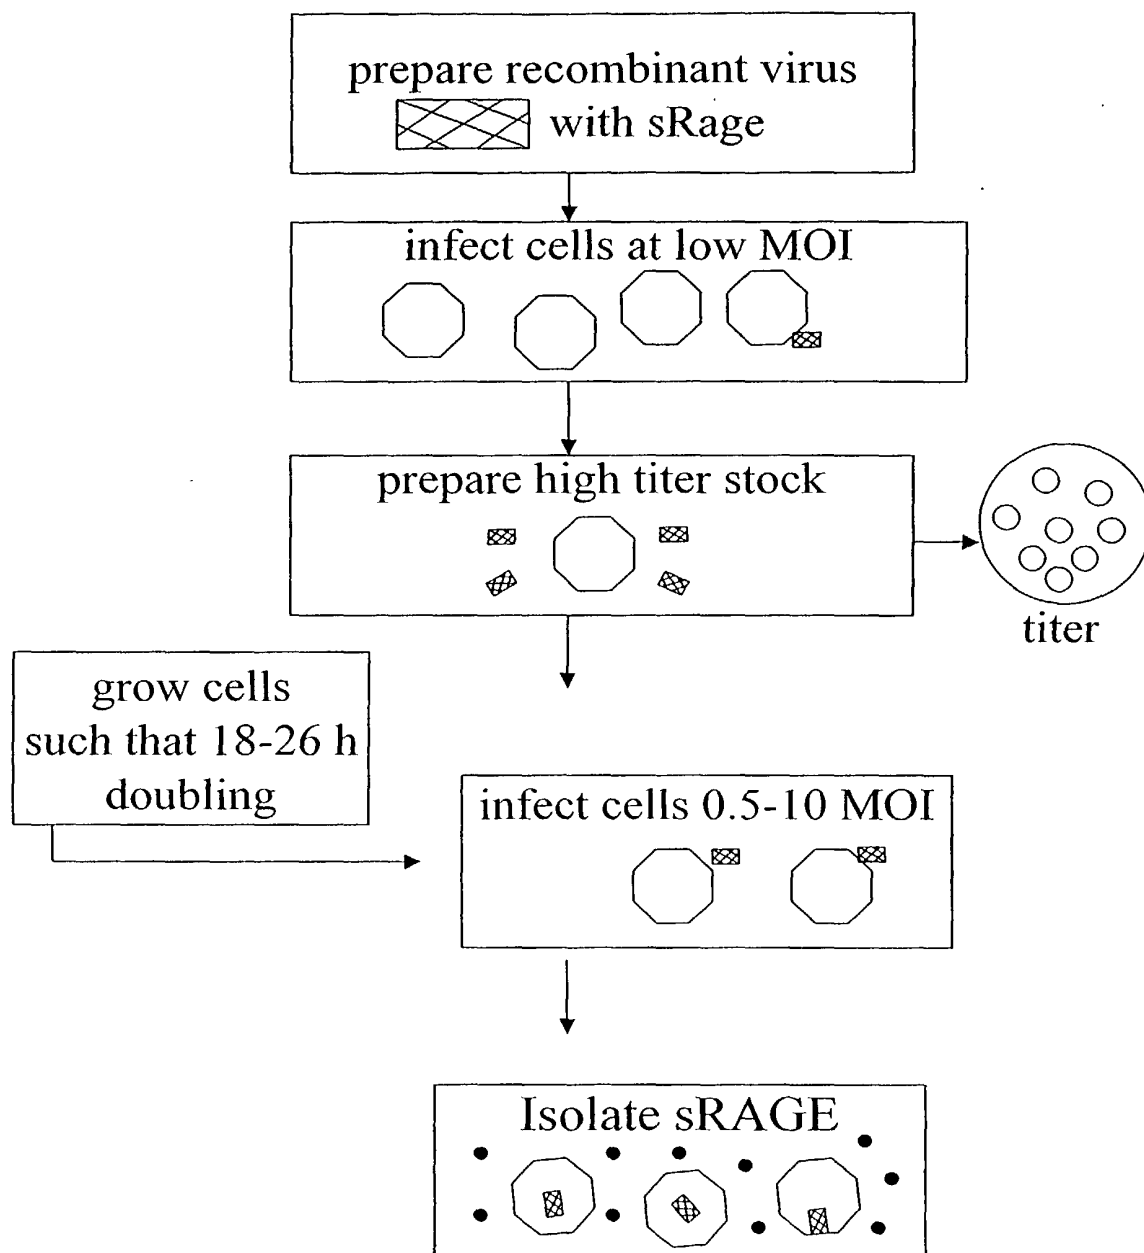 prepare recombinant virus
with sRage
infect cells at low MOI
prepare high titer stock
titer
grow cells
such that 18-26 h
doubling
infect cells 0.5-10 MOI
Isolate sRAGE